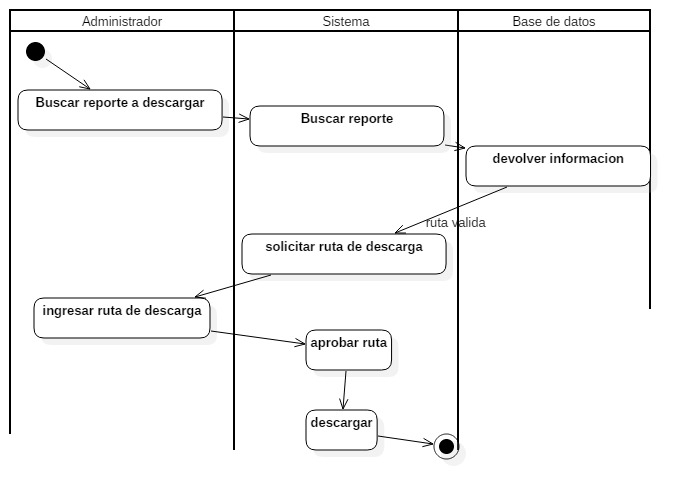 Administrador
Sistema
Base de datos
Buscar reporte a descargar
Buscar reporte
devolver informacion
ruta valida
solicitar ruta de descarga
ingresar ruta de descarga
aprobar ruta
descargar